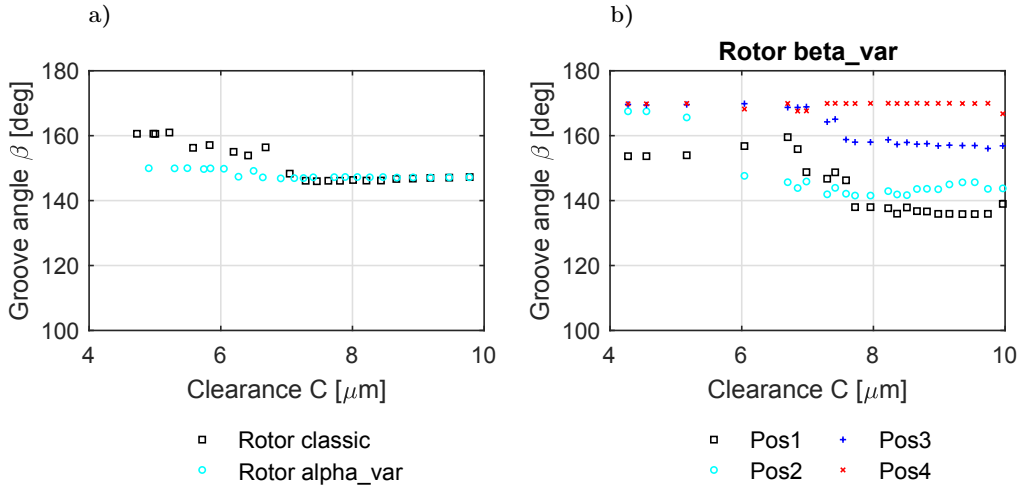 a)
b)
Rotor beta_var
180
160
140
120
100
Groove angle β [deg]
4
6
8
10
Clearance C [μm]
Rotor classic
Rotor alpha_var
180
160
140
120
100
Groove angle β [deg]
4
6
8
10
Clearance C [μm]
Pos1
Pos3
Pos2
Pos4